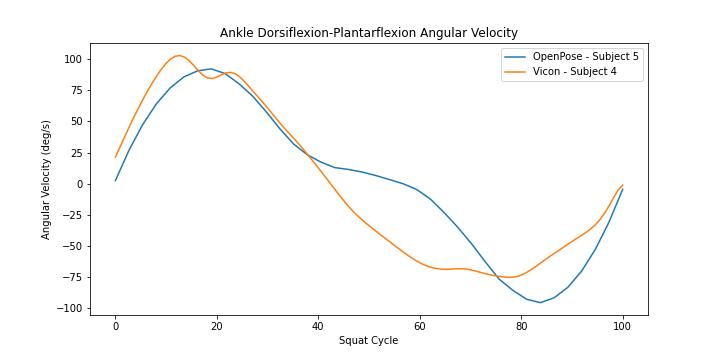 Ankle Dorsiflexion-Plantarflexion Angular Velocity
OpenPose - Subject 5
Vicon - Subject 4
Angular Velocity (deg/s)
100
75
50
25
0
−25
−50
−75
−100
0 20 40 60 80 100
Squat Cycle